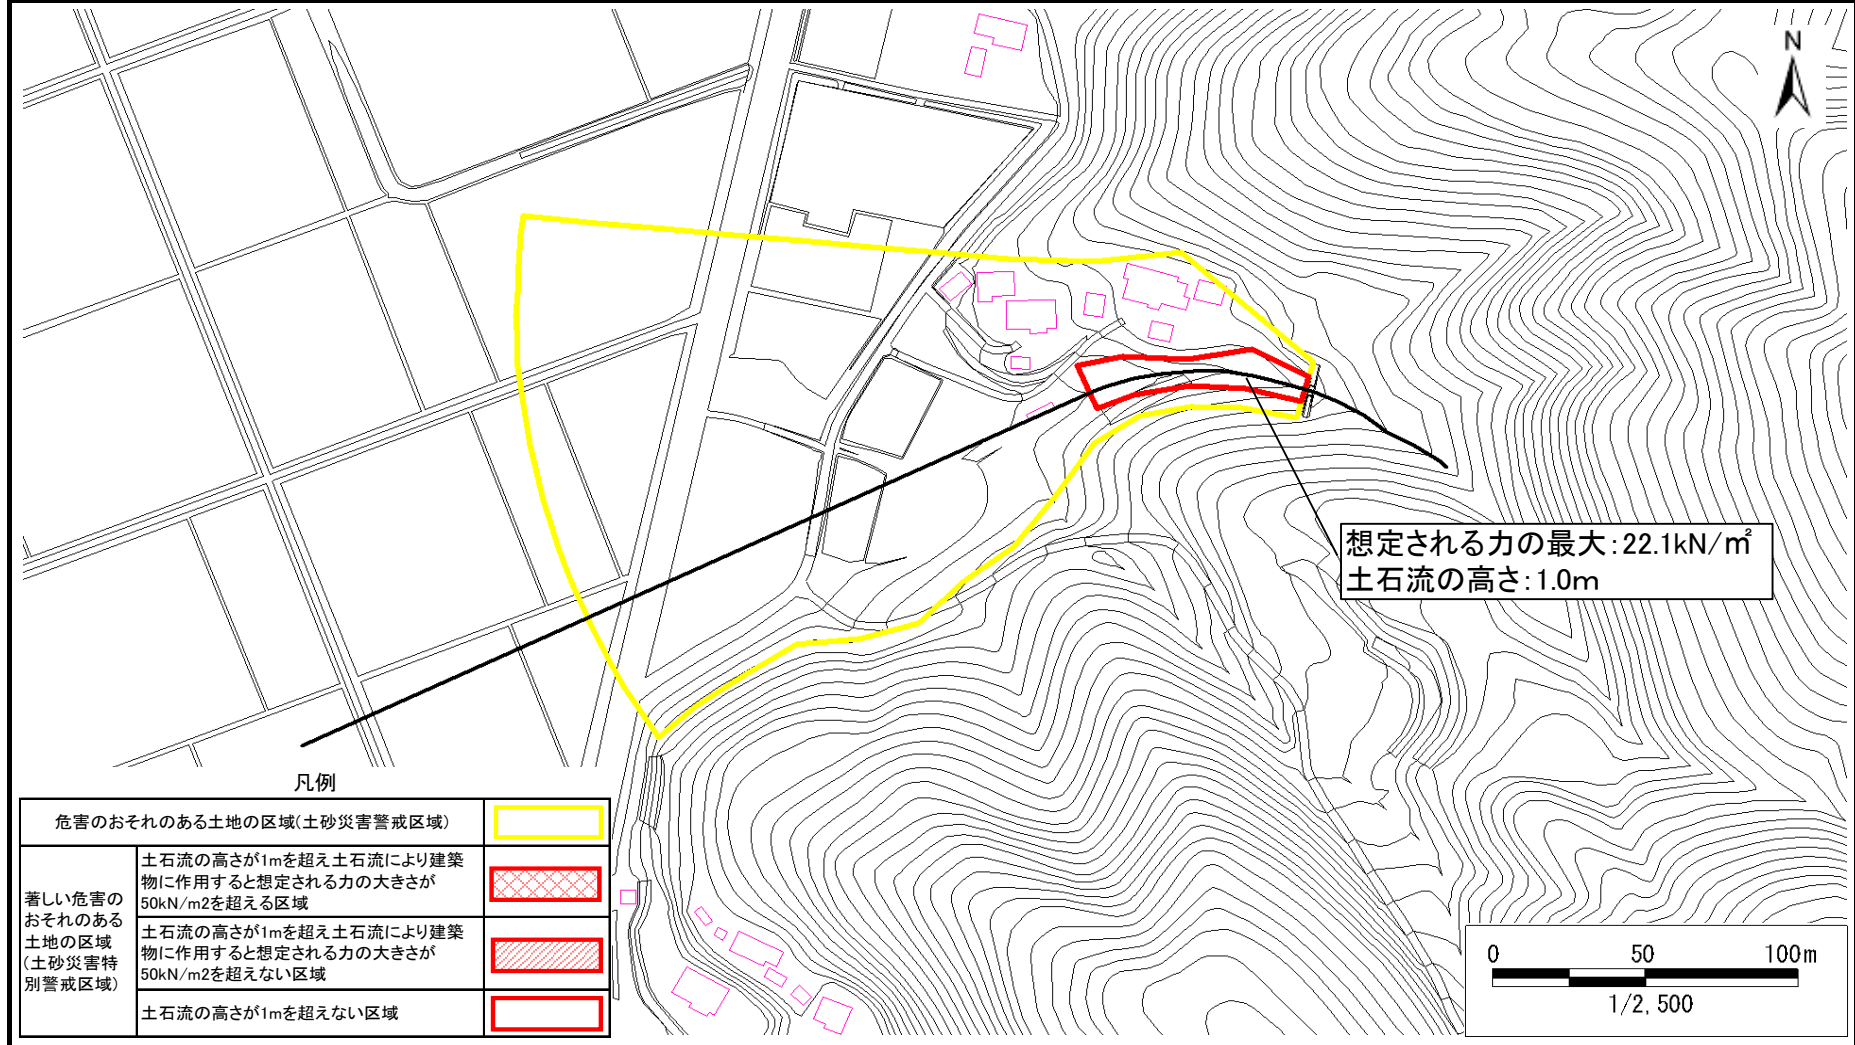 N
想定される力の最大:22.1kN/㎡
土石流の高さ:1.0m
凡例
危害のおそれのある土地の区域(土砂災害警戒区域)
著しい危害の
おそれのある
土地の区域
(土砂災害特
別警戒区域)
土石流の高さが1mを超え土石流により建築
物に作用すると想定される力の大きさが
50kN/m2を超える区域
土石流の高さが1mを超え土石流により建築
物に作用すると想定される力の大きさが
50kN/m2を超えない区域
土石流の高さが1mを超えない区域
0 50 100m
1/2,500